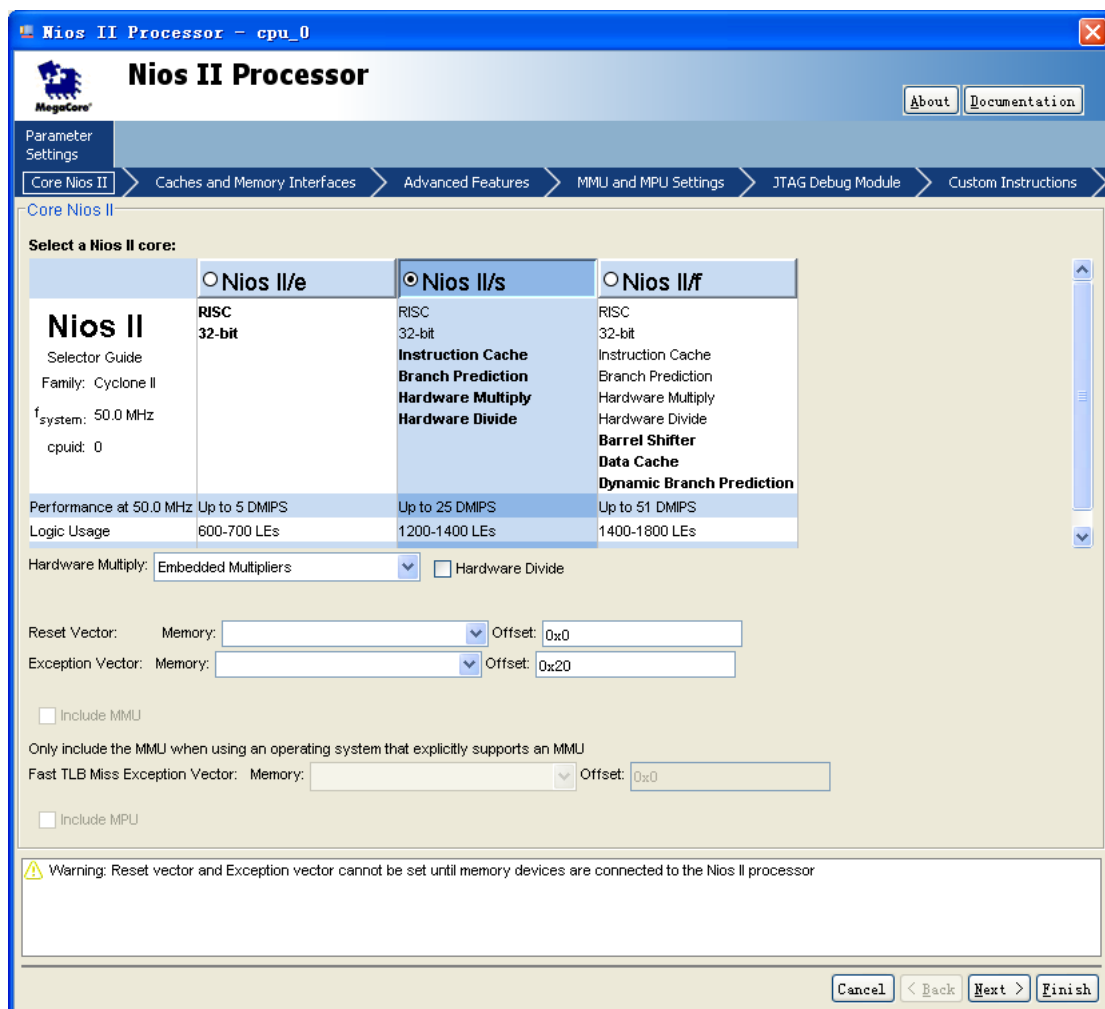 Nios II Processor - cpu_0
MegaCore®
Nios II Processor
About
Documentation
Parameter
Settings
Core Nios II
Caches and Memory Interfaces
Advanced Features
MMU and MPU Settings
JTAG Debug Module
Custom Instructions
Core Nios II
Select a Nios II core:
Nios II/e
Nios II/s
Nios II/f
Nios II
Selector Guide
Family: Cyclone II
fsystem: 50.0 MHz
cpuid: 0
RISC
32-bit
RISC
32-bit
Instruction Cache
Branch Prediction
Hardware Multiply
Hardware Divide
RISC
32-bit
Instruction Cache
Branch Prediction
Hardware Multiply
Hardware Divide
Barrel Shifter
Data Cache
Dynamic Branch Prediction
Performance at 50.0 MHz Up to 5 DMIPS Up to 25 DMIPS Up to 51 DMIPS
Logic Usage 600-700 LEs 1200-1400 LEs 1400-1800 LEs
Hardware Multiply: Embedded Multipliers Hardware Divide
Reset Vector: Memory: Offset: 0x0
Exception Vector: Memory: Offset: 0x20
Include MMU
Only include the MMU when using an operating system that explicitly supports an MMU
Fast TLB Miss Exception Vector: Memory: Offset: 0x0
Include MPU
Warning: Reset vector and Exception vector cannot be set until memory devices are connected to the Nios II processor
Cancel < Back Next > Finish